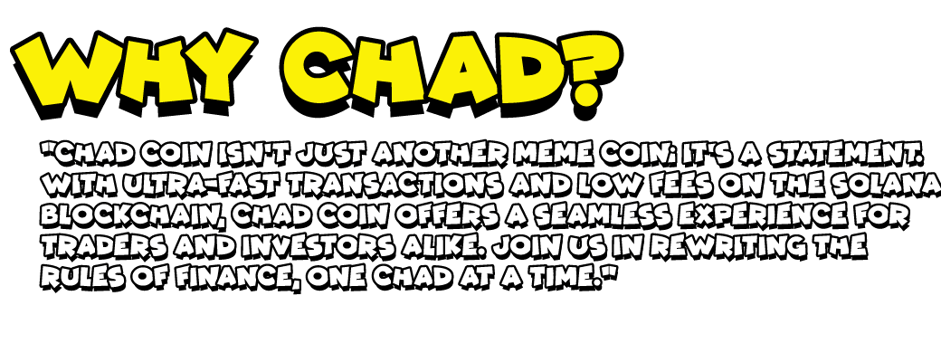 WHY CHAD?
"CHAD COIN ISN'T JUST ANOTHER MEME COIN; IT'S A STATEMENT.
WITH ULTRA-FAST TRANSACTIONS AND LOW FEES ON THE SOLANA
BLOCKCHAIN, CHAD COIN OFFERS A SEAMLESS EXPERIENCE FOR
TRADERS AND INVESTORS ALIKE. JOIN US IN REWRITING THE
RULES OF FINANCE, ONE CHAD AT A TIME."